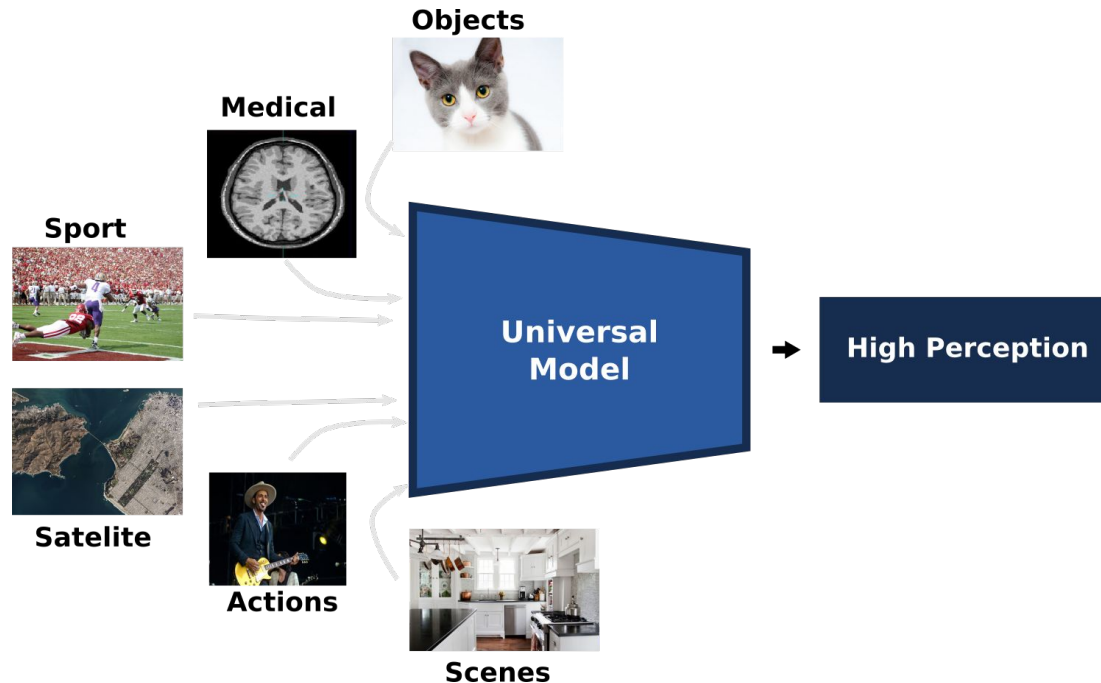 Objects
Medical
Sport
Universal
Model
High Perception
Satelite
Actions
Scenes